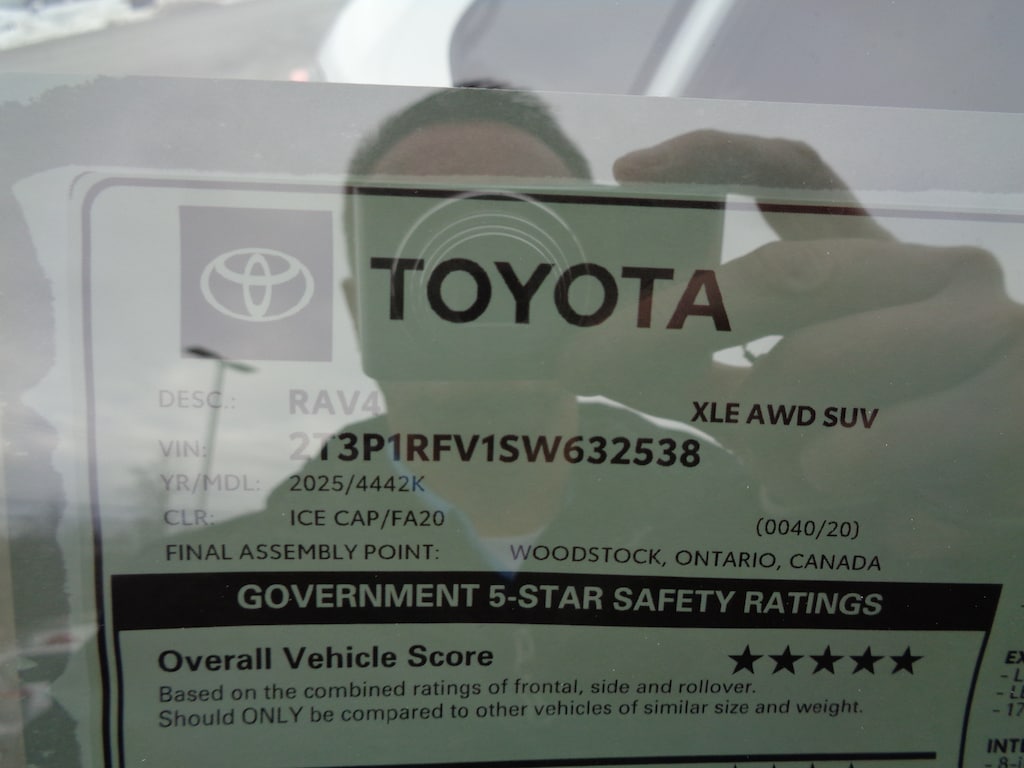 TOYOTA
DESC.: RAV4 XLE AWD SUV
VIN: 2T3P1RFV1SW632538
YR/MDL: 2025/4442K
CLR: ICE CAP/FA20 (0040/20)
FINAL ASSEMBLY POINT: WOODSTOCK, ONTARIO, CANADA
GOVERNMENT 5-STAR SAFETY RATINGS
Overall Vehicle Score ★★★★★
Based on the combined ratings of frontal, side and rollover.
Should ONLY be compared to other vehicles of similar size and weight.